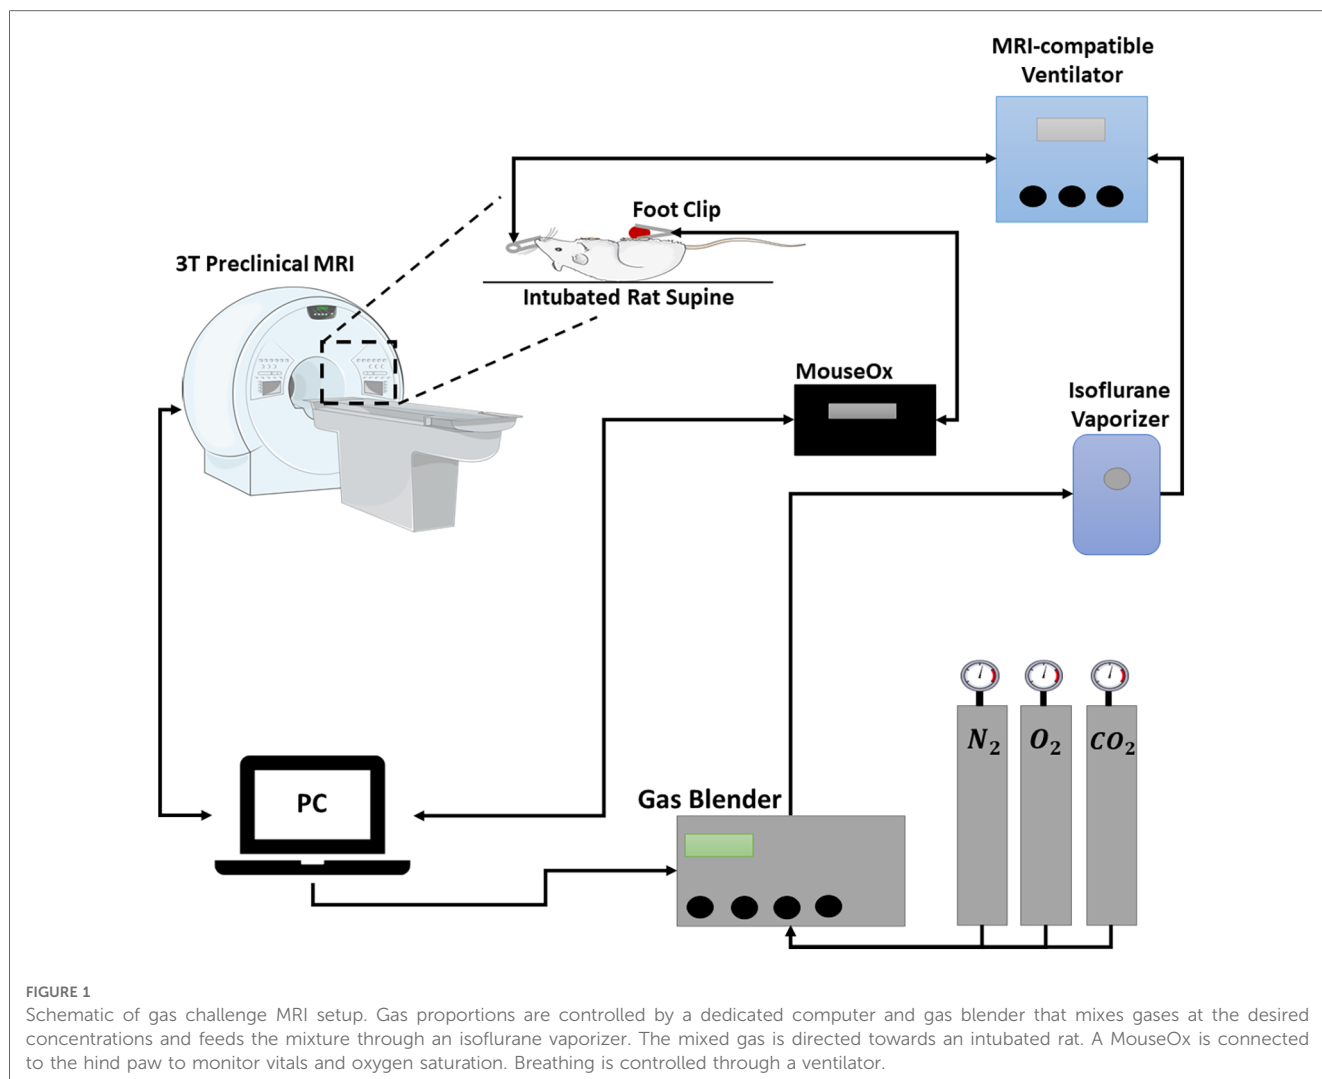 MRI-compatible
Ventilator
Foot Clip
3T Preclinical MRI
Intubated Rat Supine
MouseOx
Isoflurane
Vaporizer
N₂
O₂
CO₂
PC
Gas Blender
FIGURE 1
Schematic of gas challenge MRI setup. Gas proportions are controlled by a dedicated computer and gas blender that mixes gases at the desired
concentrations and feeds the mixture through an isoflurane vaporizer. The mixed gas is directed towards an intubated rat. A MouseOx is connected
to the hind paw to monitor vitals and oxygen saturation. Breathing is controlled through a ventilator.